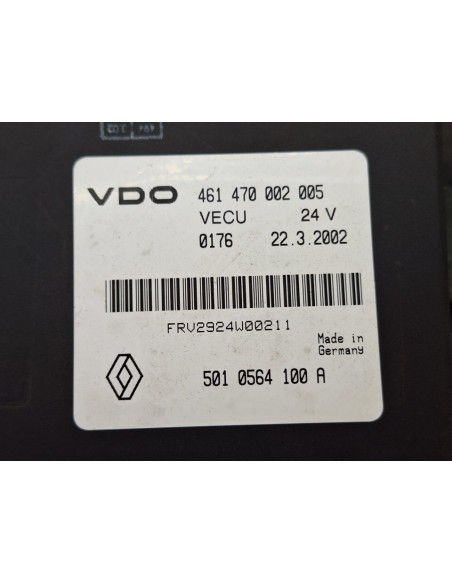 VDO 461 470 002 005
VECU 24 V
0176 22.3.2002
FRV2924W00211
Made in
Germany
501 0564 100 A